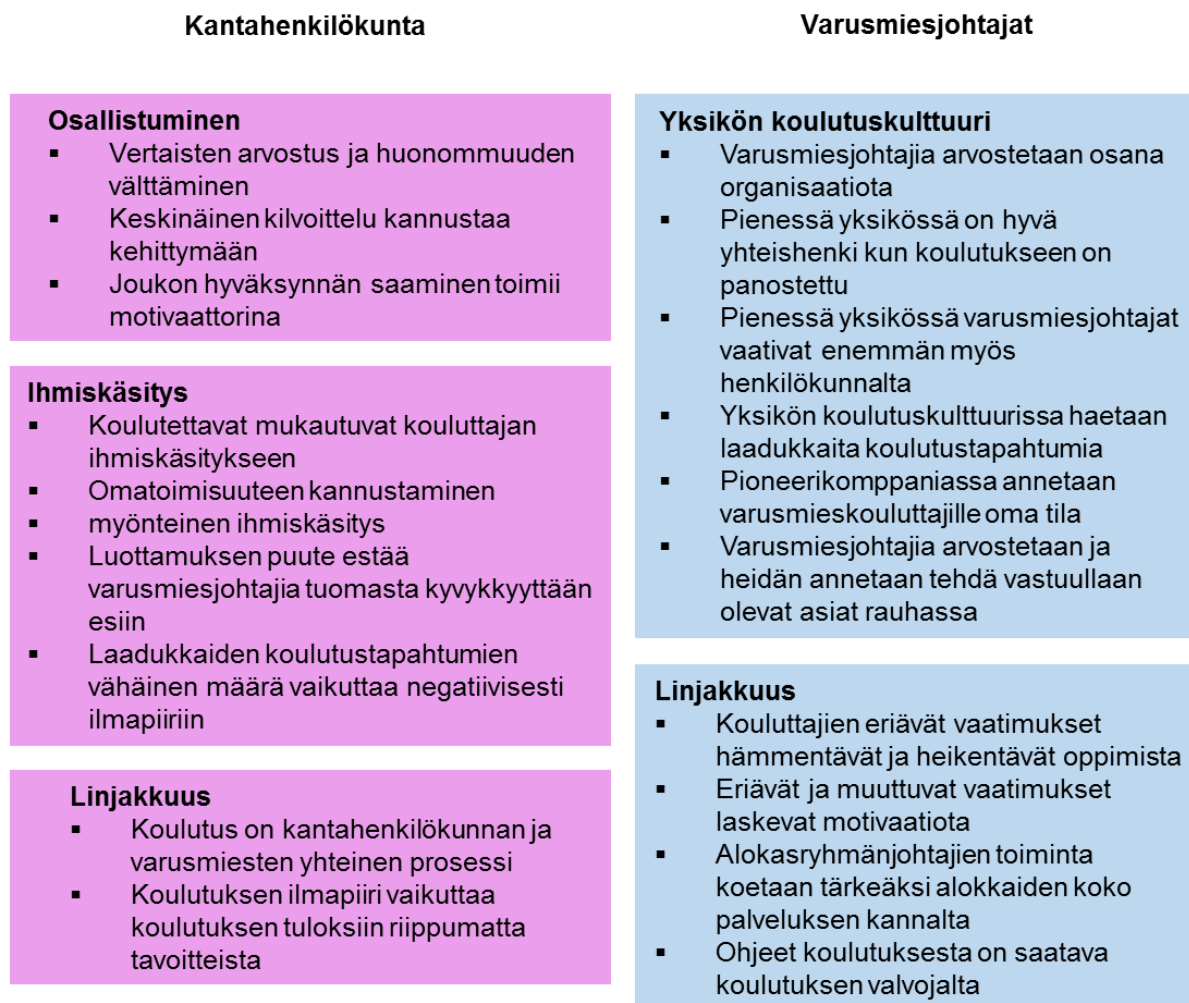 Kantahenkilökunta
Osallistuminen
▪ Vertaisten arvostus ja huonommuuden
välttäminen
▪ Keskinäinen kilvoittelu kannustaa
kehittymään
▪ Joukon hyväksynnän saaminen toimii
motivaattorina
Ihmiskäsitys
▪ Koulutettavat mukautuvat kouluttajan
ihmiskäsitykseen
▪ Omatoimisuuteen kannustaminen
▪ myönteinen ihmiskäsitys
▪ Luottamuksen puute estää
varusmiesjohtajia tuomasta kyvykkyyttään
esiin
▪ Laadukkaiden koulutustapahtumien
vähäinen määrä vaikuttaa negatiivisesti
ilmapiiriin
Linjakkuus
▪ Koulutus on kantahenkilökunnan ja
varusmiesten yhteinen prosessi
▪ Koulutuksen ilmapiiri vaikuttaa
koulutuksen tuloksiin riippumatta
tavoitteista
Varusmiesjohtajat
Yksikön koulutuskulttuuri
▪ Varusmiesjohtajia arvostetaan osana
organisaatiota
▪ Pienessä yksikössä on hyvä
yhteishenki kun koulutukseen on
panostettu
▪ Pienessä yksikössä varusmiesjohtajat
vaativat enemmän myös
henkilökunnalta
▪ Yksikön koulutuskulttuurissa haetaan
laadukkaita koulutustapahtumia
▪ Pioneerikomppaniassa annetaan
varusmieskouluttajille oma tila
▪ Varusmiesjohtajia arvostetaan ja
heidän annetaan tehdä vastuullaan
olevat asiat rauhassa
Linjakkuus
▪ Kouluttajien eriävät vaatimukset
hämmentävät ja heikentävät oppimista
▪ Eriävät ja muuttuvat vaatimukset
laskevat motivaatiota
▪ Alokasryhmänjohtajien toiminta
koetaan tärkeäksi alokkaiden koko
palveluksen kannalta
▪ Ohjeet koulutuksesta on saatava
koulutuksen valvojalta